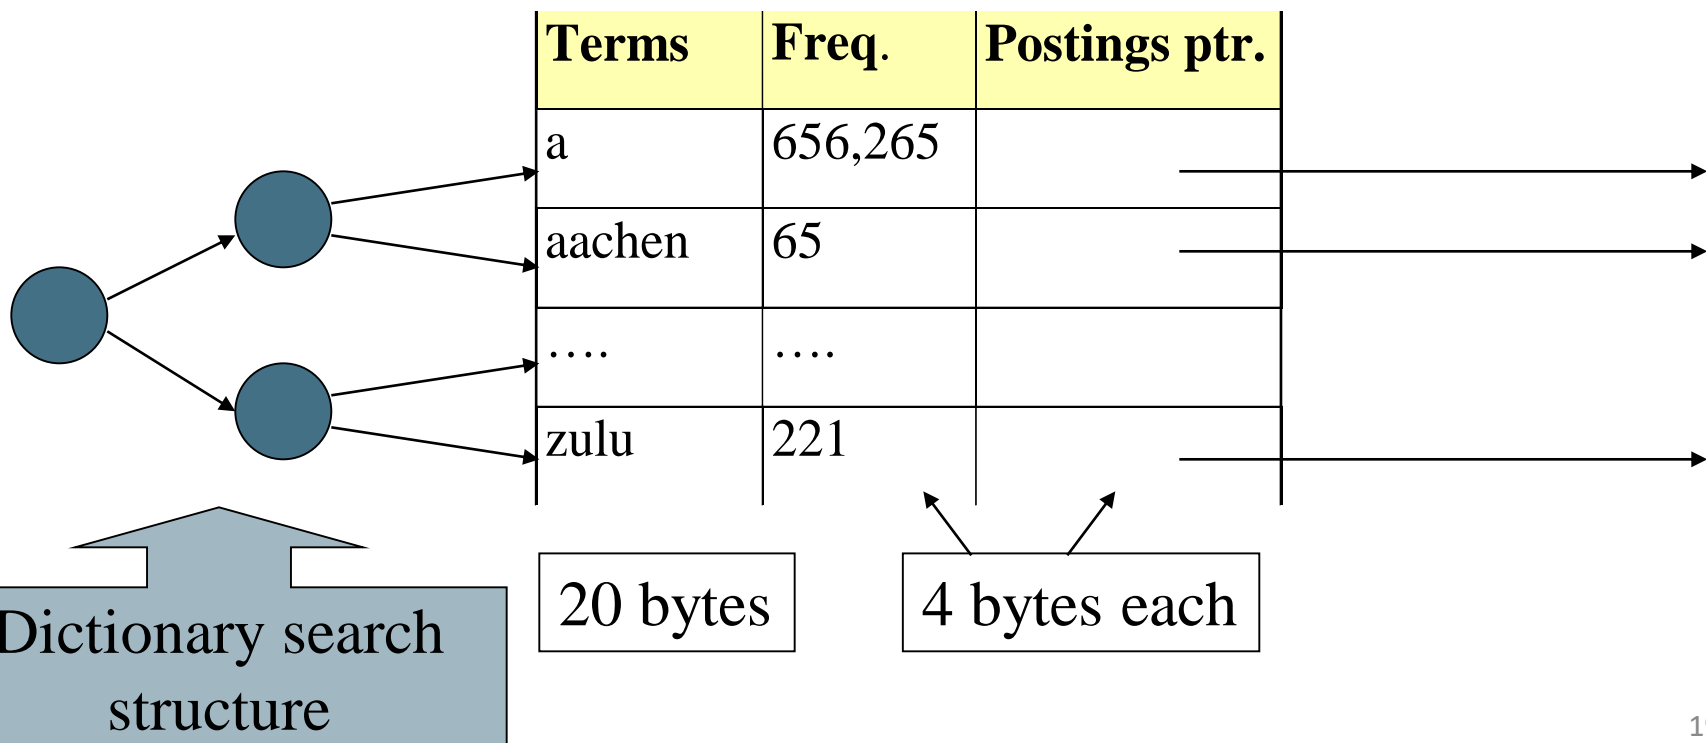 Terms Freq. Postings ptr.
a 656,265
aachen 65
…. ….
zulu 221
20 bytes 4 bytes each
Dictionary search
structure